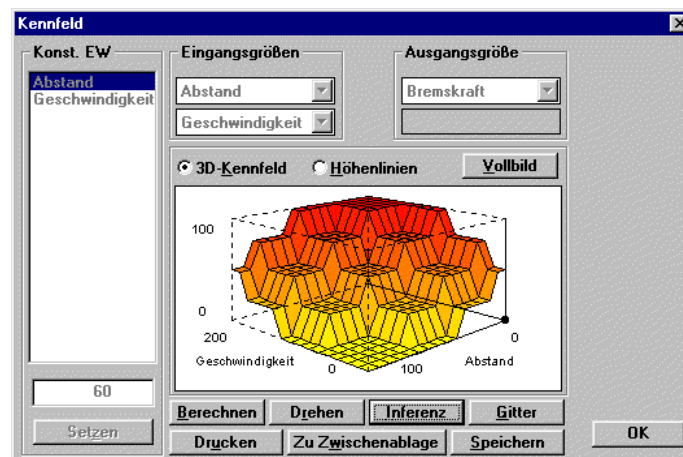 Kennfeld
Konst. EW
Abstand
Geschwindigkeit
60
Setzen
Eingangsgrößen
Abstand
Geschwindigkeit
Ausgangsgröße
Bremskraft
3D-Kennfeld
Höhenlinien
Vollbild
100
0
200
Geschwindigkeit
0
100
Abstand
0
Berechnen
Drehen
Inferenz
Gitter
Drucken
Zu Zwischenablage
Speichern
OK